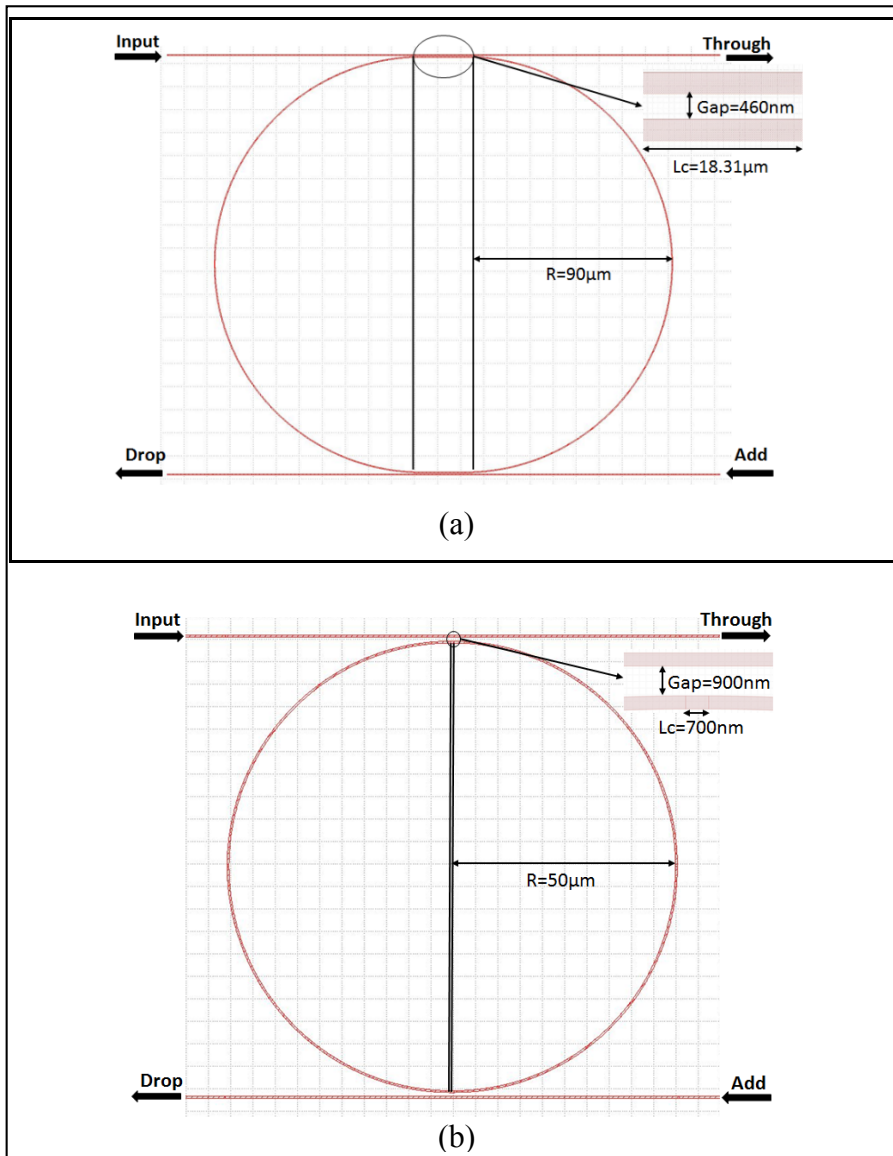 Input
Through
Gap=460nm
Lc=18.31µm
R=90µm
Drop
Add
(a)
Input
Through
Gap=900nm
Lc=700nm
R=50µm
Drop
Add
(b)